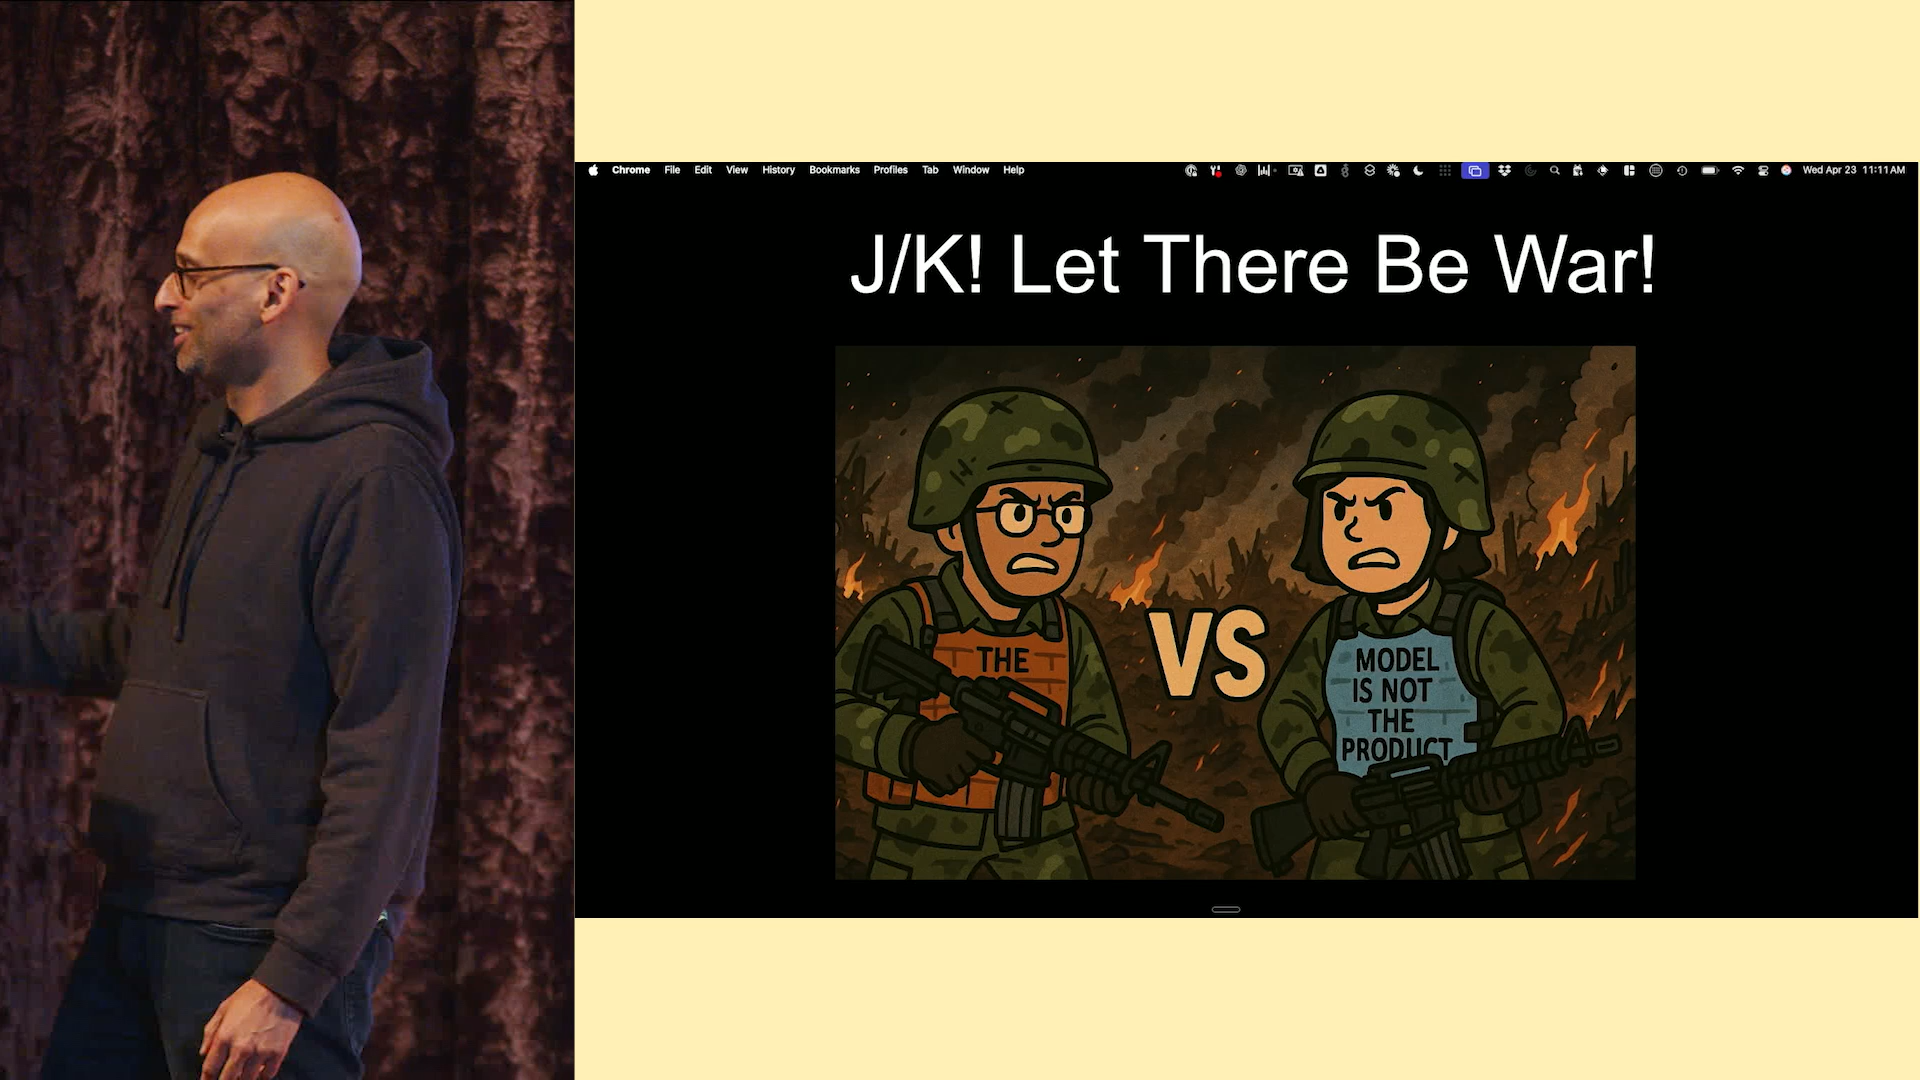 Chrome File Edit View History Bookmarks Profiles Tab Window Help Wed Apr 23 11:11 AM
J/K! Let There Be War!
THE
VS
MODEL
IS NOT
THE
PRODUCT